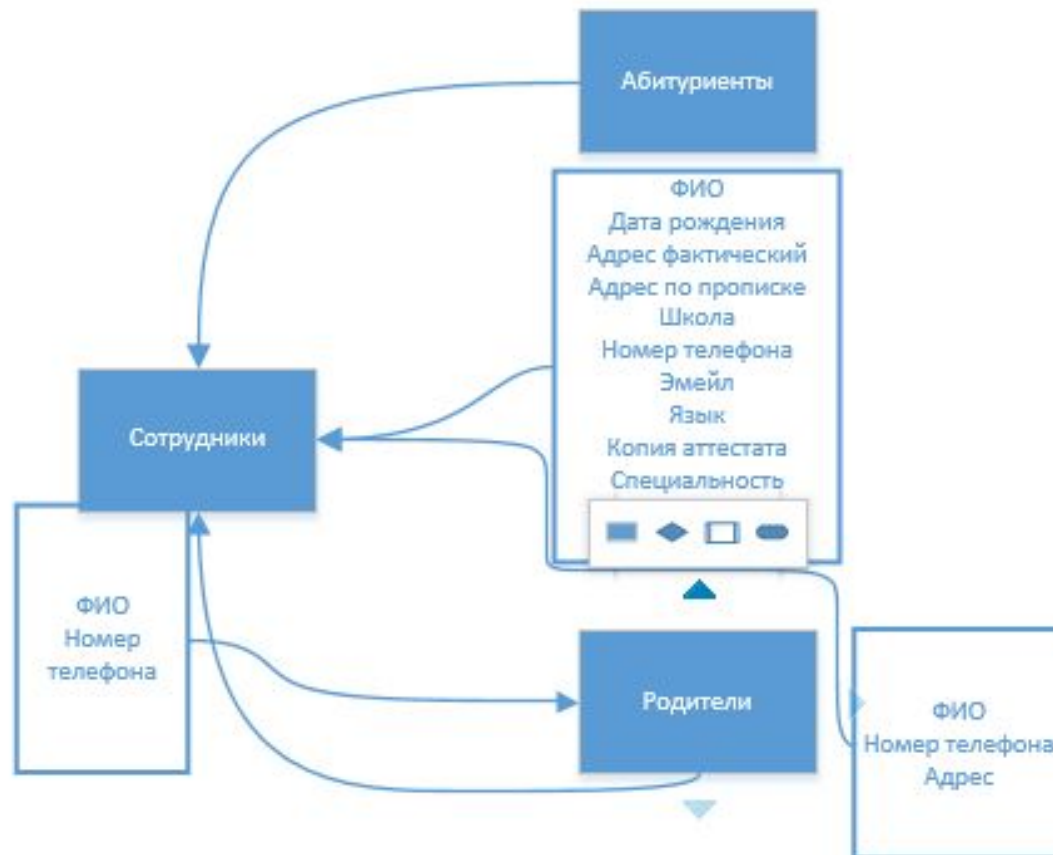 Абитуриенты
ФИО
Дата рождения
Адрес фактический
Адрес по прописке
Школа
Номер телефона
Эмейл
Язык
Копия аттестата
Специальность
Сотрудники
ФИО
Номер
телефона
Родители
ФИО
Номер телефона
Адрес